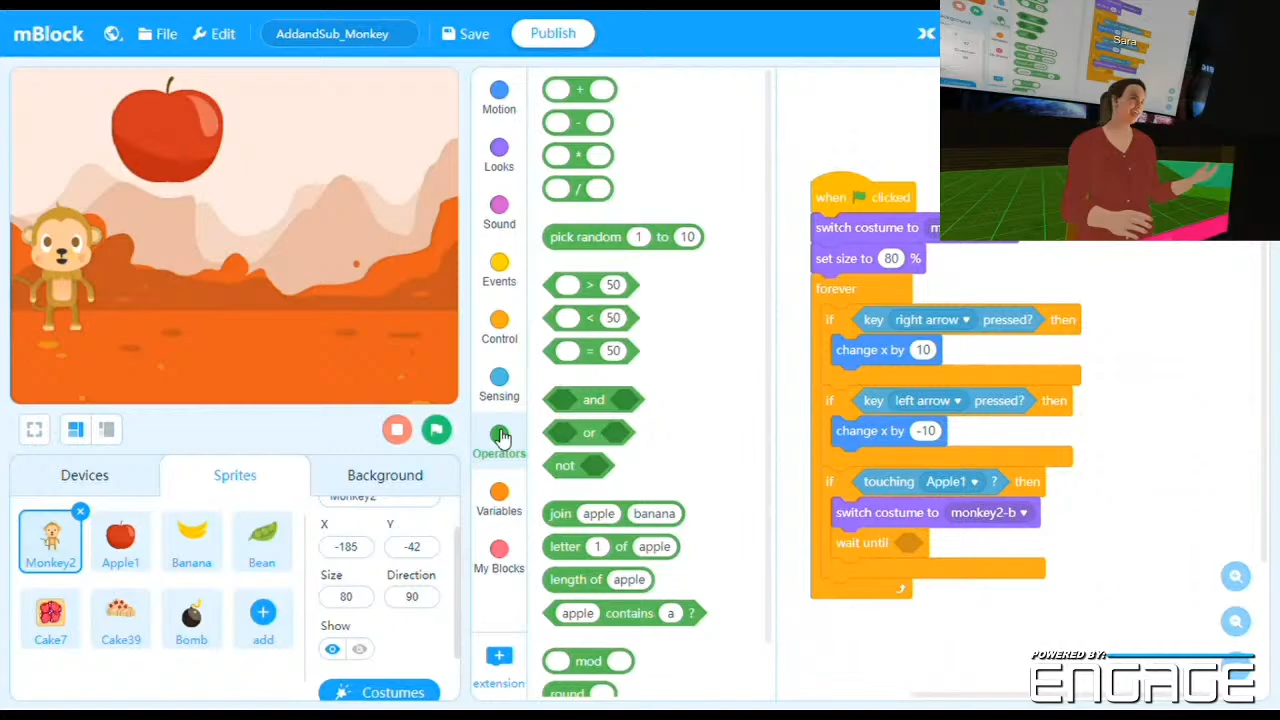 mBlock
File
Edit
AddandSub_Monkey
Save
Publish
Sara
Motion
Looks
Sound
Events
Control
Sensing
Operators
Variables
My Blocks
extension
+
-
*
/
pick random 1 to 10
> 50
< 50
= 50
and
or
not
join apple banana
letter 1 of apple
length of apple
apple contains a ?
mod
round
when clicked
switch costume to m
set size to 80 %
forever
if key right arrow pressed? then
change x by 10
if key left arrow pressed? then
change x by -10
if touching Apple1 ? then
switch costume to monkey2-b
wait until
Devices
Sprites
Background
Monkey2
Apple1
Banana
Bean
Cake7
Cake39
Bomb
add
Monkey2
X
Y
-185
-42
Size
Direction
80
90
Show
Costumes
POWERED BY:
ENGAGE